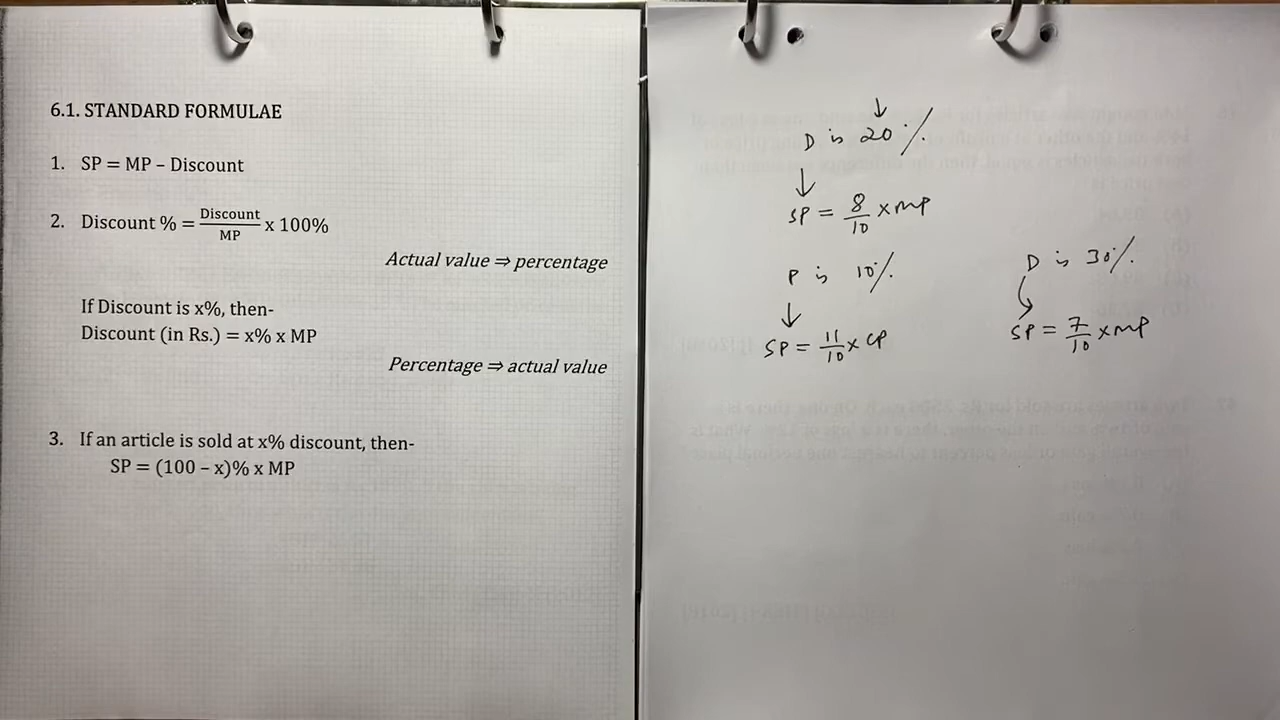 6.1. STANDARD FORMULAE
1. SP = MP – Discount
2. Discount % = Discount/MP x 100%
Actual value ⇒ percentage
If Discount is x%, then-
Discount (in Rs.) = x% x MP
Percentage ⇒ actual value
3. If an article is sold at x% discount, then-
SP = (100 – x)% x MP
↓
D is 20%.
↓
SP = 8/10 x MP
P is 10%.
↓
SP = 11/10 x CP
D is 30%.
SP = 7/10 x MP